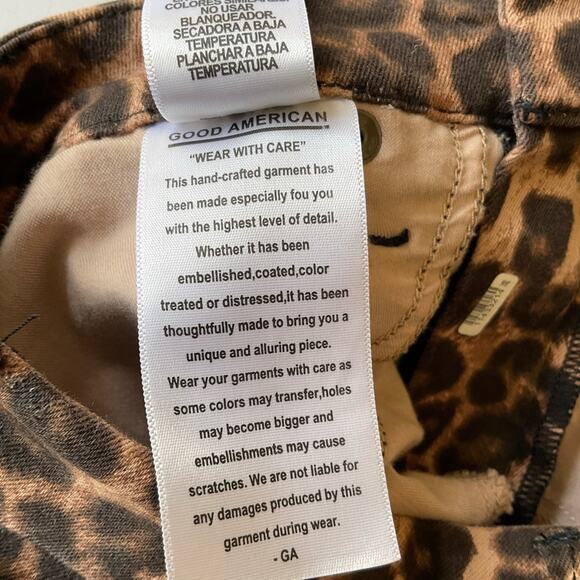 COLORES SIMILARES.
NO USAR
BLANQUEADOR.
SECADORA A BAJA
TEMPERATURA
PLANCHAR A BAJA
TEMPERATURA
GOOD AMERICAN
"WEAR WITH CARE"
This hand-crafted garment has
been made especially fou you
with the highest level of detail.
Whether it has been
embellished,coated,color
treated or distressed,it has been
thoughtfully made to bring you a
unique and alluring piece.
Wear your garments with care as
some colors may transfer,holes
may become bigger and
embellishments may cause
scratches. We are not liable for
any damages produced by this
garment during wear.
- GA